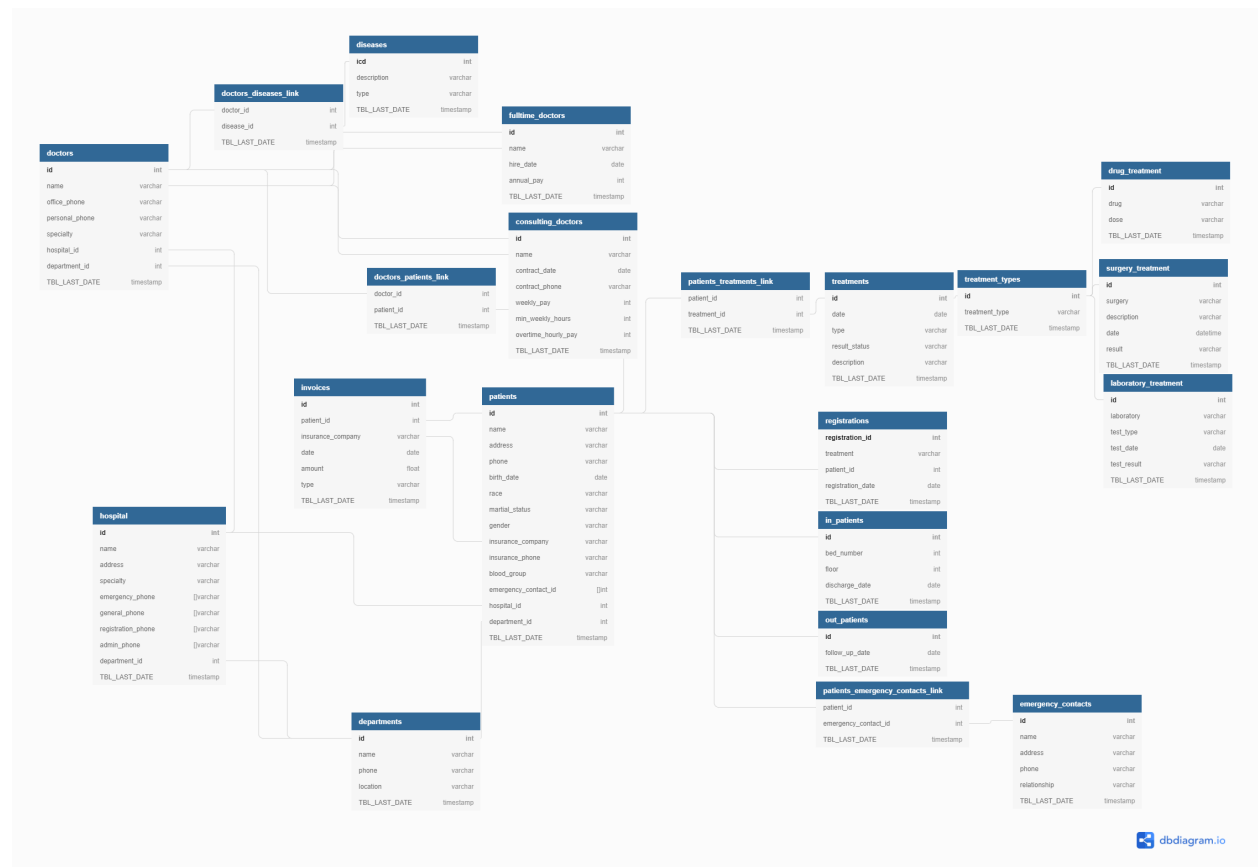 diseases
icd int
description varchar
type varchar
TBL_LAST_DATE timestamp
doctors_diseases_link
doctor_id int
disease_id int
TBL_LAST_DATE timestamp
fulltime_doctors
id int
name varchar
hire_date date
annual_pay int
TBL_LAST_DATE timestamp
doctors
id int
name varchar
office_phone varchar
personal_phone varchar
specialty varchar
hospital_id int
department_id int
TBL_LAST_DATE timestamp
consulting_doctors
id int
name varchar
contract_date date
contract_phone varchar
weekly_pay int
min_weekly_hours int
overtime_hourly_pay int
TBL_LAST_DATE timestamp
doctors_patients_link
doctor_id int
patient_id int
TBL_LAST_DATE timestamp
patients_treatments_link
patient_id int
treatment_id int
TBL_LAST_DATE timestamp
treatments
id int
date date
type varchar
result_status varchar
description varchar
TBL_LAST_DATE timestamp
treatment_types
id int
treatment_type varchar
TBL_LAST_DATE timestamp
drug_treatment
id int
drug varchar
dose varchar
TBL_LAST_DATE timestamp
surgery_treatment
id int
surgery varchar
description varchar
date datetime
result varchar
TBL_LAST_DATE timestamp
laboratory_treatment
id int
laboratory varchar
test_type varchar
test_date date
test_result varchar
TBL_LAST_DATE timestamp
invoices
id int
patient_id int
insurance_company varchar
date date
amount float
type varchar
TBL_LAST_DATE timestamp
patients
id int
name varchar
address varchar
phone varchar
birth_date date
race varchar
martial_status varchar
gender varchar
insurance_company varchar
insurance_phone varchar
blood_group varchar
emergency_contact_id []int
hospital_id int
department_id int
TBL_LAST_DATE timestamp
registrations
registration_id int
treatment varchar
patient_id int
registration_date date
TBL_LAST_DATE timestamp
in_patients
id int
bed_number int
floor int
discharge_date date
TBL_LAST_DATE timestamp
out_patients
id int
follow_up_date date
TBL_LAST_DATE timestamp
hospital
id int
name varchar
address varchar
specialty varchar
emergency_phone []varchar
general_phone []varchar
registration_phone []varchar
admin_phone []varchar
department_id int
TBL_LAST_DATE timestamp
patients_emergency_contacts_link
patient_id int
emergency_contact_id int
TBL_LAST_DATE timestamp
emergency_contacts
id int
name varchar
address varchar
phone varchar
relationship varchar
TBL_LAST_DATE timestamp
departments
id int
name varchar
phone varchar
location varchar
TBL_LAST_DATE timestamp
dbdiagram.io